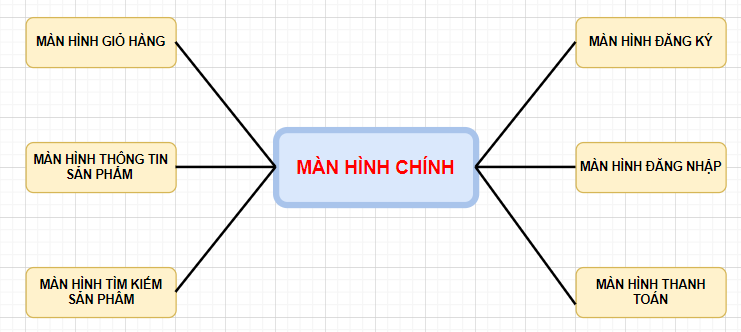 MÀN HÌNH GIỎ HÀNG
MÀN HÌNH ĐĂNG KÝ
MÀN HÌNH THÔNG TIN
SẢN PHẨM
MÀN HÌNH CHÍNH
MÀN HÌNH ĐĂNG NHẬP
MÀN HÌNH TÌM KIẾM
SẢN PHẨM
MÀN HÌNH THANH
TOÁN